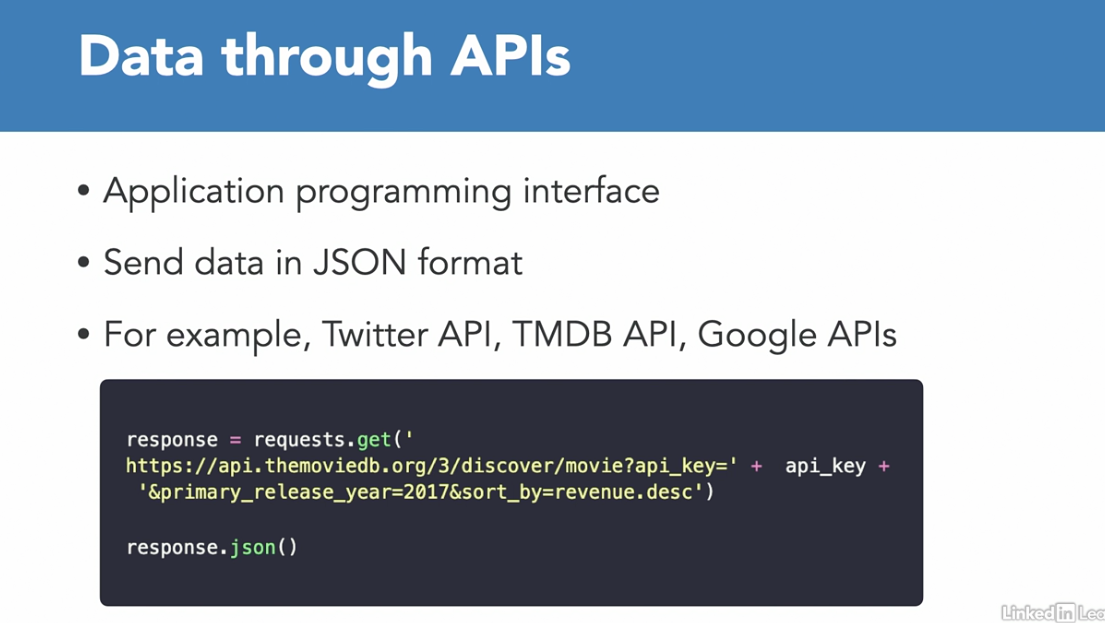 Data through APIs
• Application programming interface
• Send data in JSON format
• For example, Twitter API, TMDB API, Google APIs
response = requests.get('
https://api.themoviedb.org/3/discover/movie?api_key=' + api_key +
'&primary_release_year=2017&sort_by=revenue.desc')
response.json()
Linked in Lea